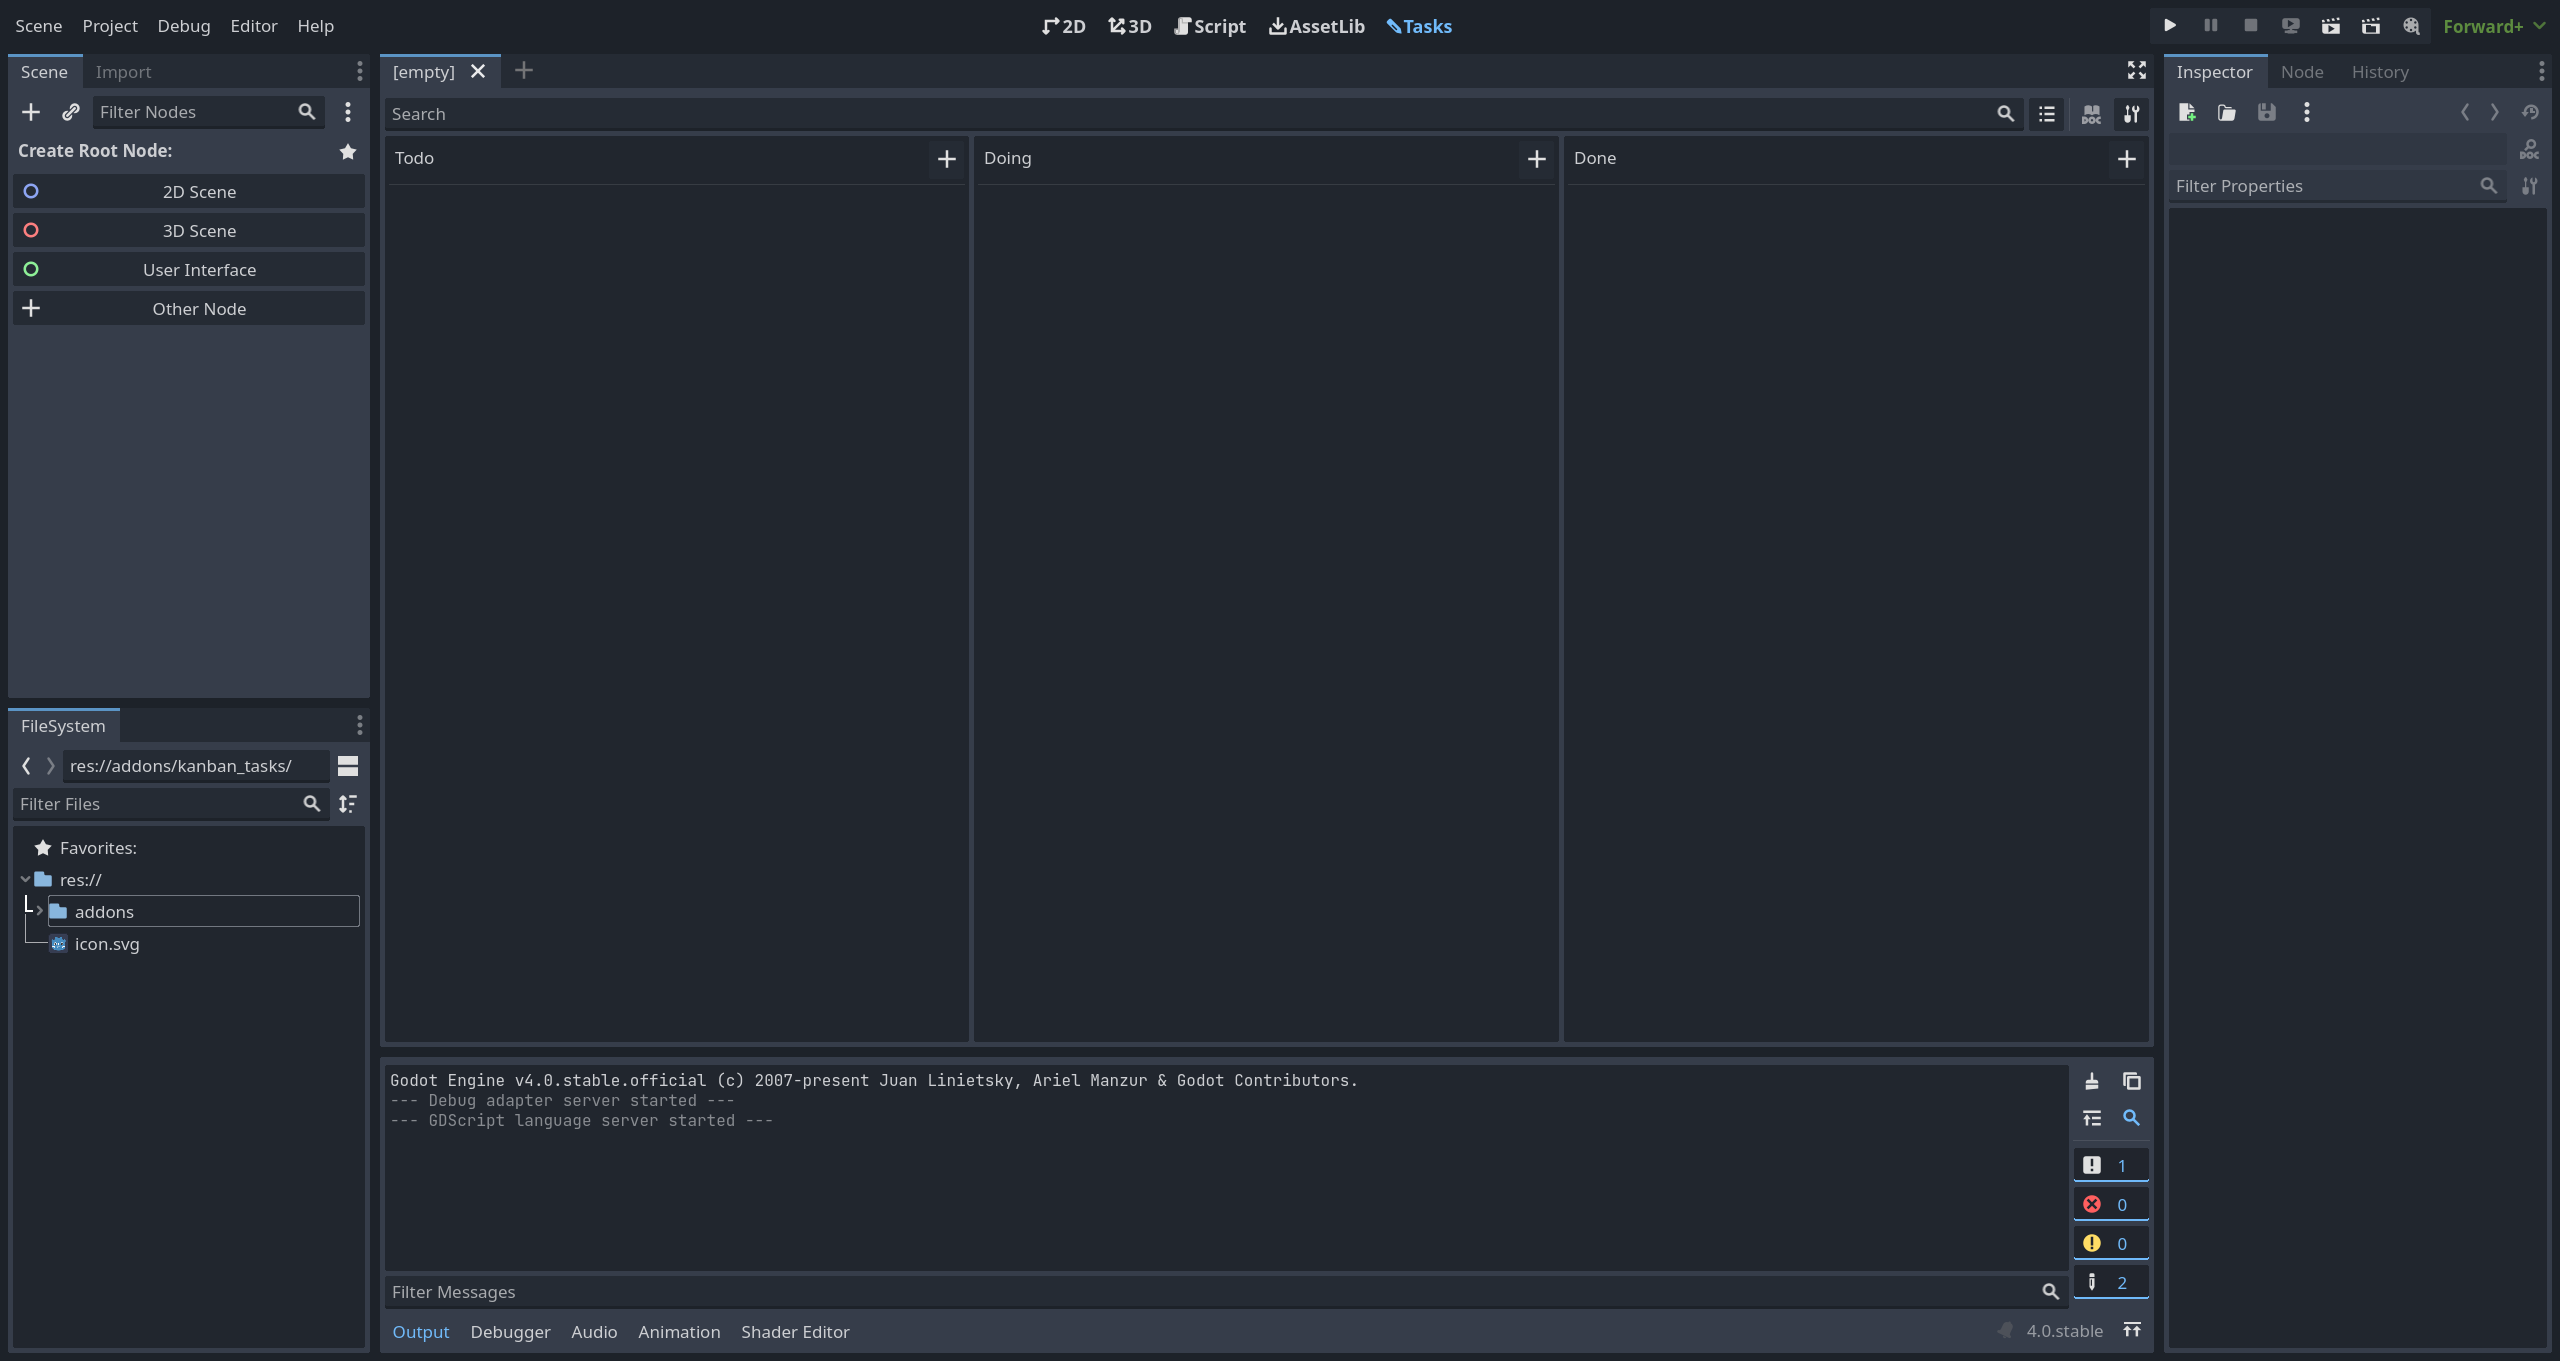 Scene Project Debug Editor Help
2D 3D Script AssetLib Tasks
Forward+
Scene Import
Filter Nodes
Create Root Node:
2D Scene
3D Scene
User Interface
Other Node
FileSystem
res://addons/kanban_tasks/
Filter Files
Favorites:
res://
addons
icon.svg
[empty]
Search
DOC
Todo
Doing
Done
Godot Engine v4.0.stable.official (c) 2007-present Juan Linietsky, Ariel Manzur & Godot Contributors.
--- Debug adapter server started ---
--- GDScript language server started ---
1
0
0
2
Filter Messages
Output Debugger Audio Animation Shader Editor
4.0.stable
Inspector Node History
DOC
Filter Properties